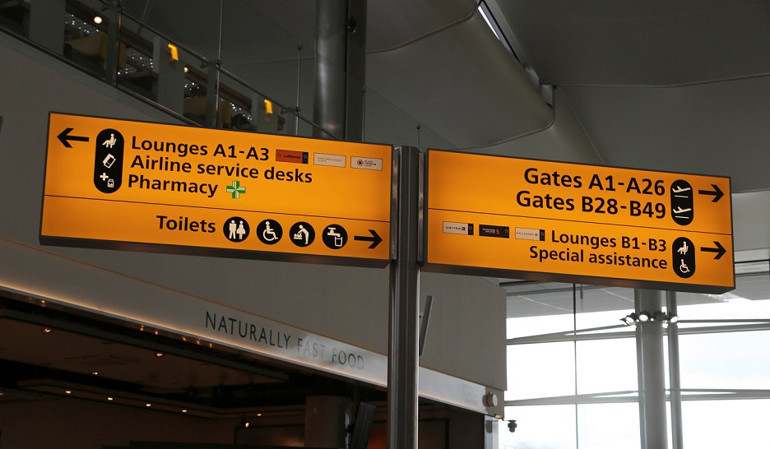 Lounges A1-A3
Airline service desks
Pharmacy
Toilets
Gates A1-A26
Gates B28-B49
Lounges B1-B3
Special assistance
NATURALLY FAST FOOD